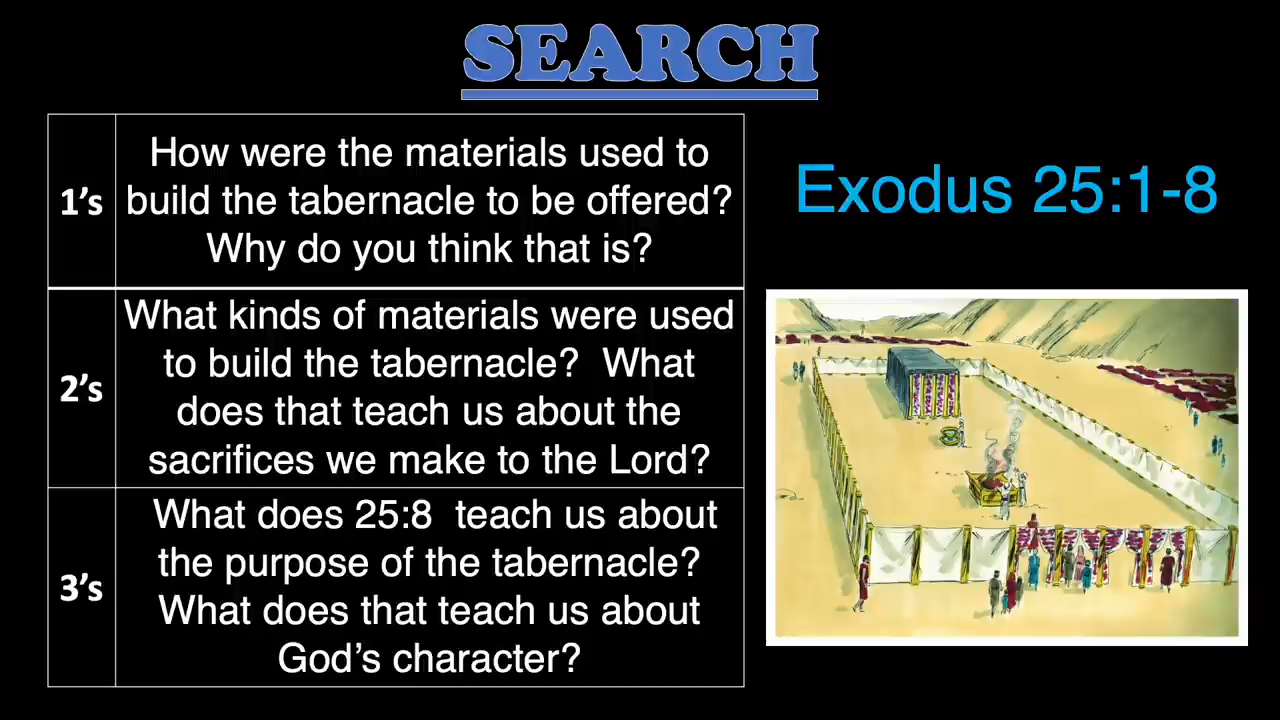 SEARCH
1’s
How were the materials used to
build the tabernacle to be offered?
Why do you think that is?
2’s
What kinds of materials were used
to build the tabernacle?  What
does that teach us about the
sacrifices we make to the Lord?
3’s
What does 25:8  teach us about
the purpose of the tabernacle?
What does that teach us about
God’s character?
Exodus 25:1-8